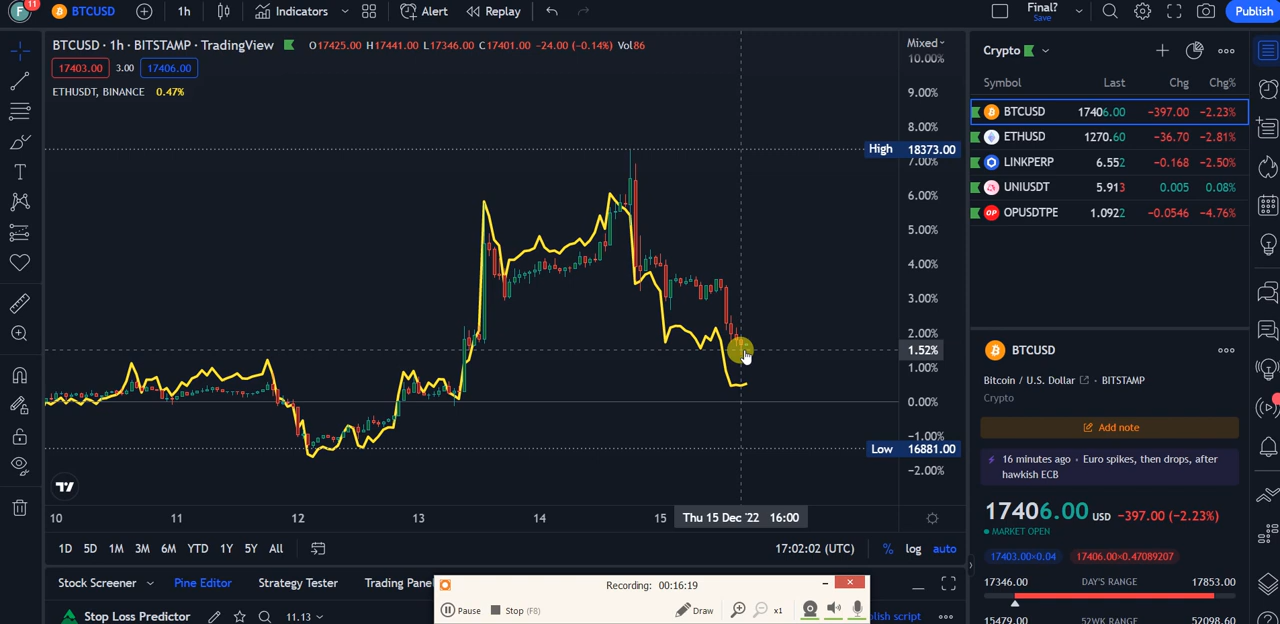 F 11 BTCUSD 1h Indicators Alert Replay Final? Save Publish
BTCUSD · 1h · BITSTAMP · TradingView O17425.00 H17441.00 L17346.00 C17401.00 −24.00 (−0.14%) Vol86
17403.00 3.00 17406.00
ETHUSDT, BINANCE 0.47%
Mixed
10.00%
9.00%
8.00%
High 18373.00
7.00%
6.00%
5.00%
4.00%
3.00%
2.00%
1.52%
1.00%
0.00%
−1.00%
Low 16881.00
−2.00%
10 11 12 13 14 15 Thu 15 Dec '22 16:00
1D 5D 1M 3M 6M YTD 1Y 5Y All 17:02:02 (UTC) % log auto
Stock Screener Pine Editor Strategy Tester Trading Pane
Stop Loss Predictor 11.13 blish script
Recording: 00:16:19
Pause Stop (F8) Draw x1
Crypto
Symbol Last Chg Chg%
BTCUSD 17406.00 −397.00 −2.23%
ETHUSD 1270.60 −36.70 −2.81%
LINKPERP 6.552 −0.168 −2.50%
UNIUSDT 5.913 0.005 0.08%
OP OPUSDTPE 1.0922 −0.0546 −4.76%
BTCUSD
Bitcoin / U.S. Dollar · BITSTAMP
Crypto
Add note
16 minutes ago · Euro spikes, then drops, after
hawkish ECB
17406.00 USD −397.00 (−2.23%)
MARKET OPEN
17403.00×0.04 17406.00×0.47089207
17346.00 DAY'S RANGE 17853.00
15479.00 52WK RANGE 52098.60